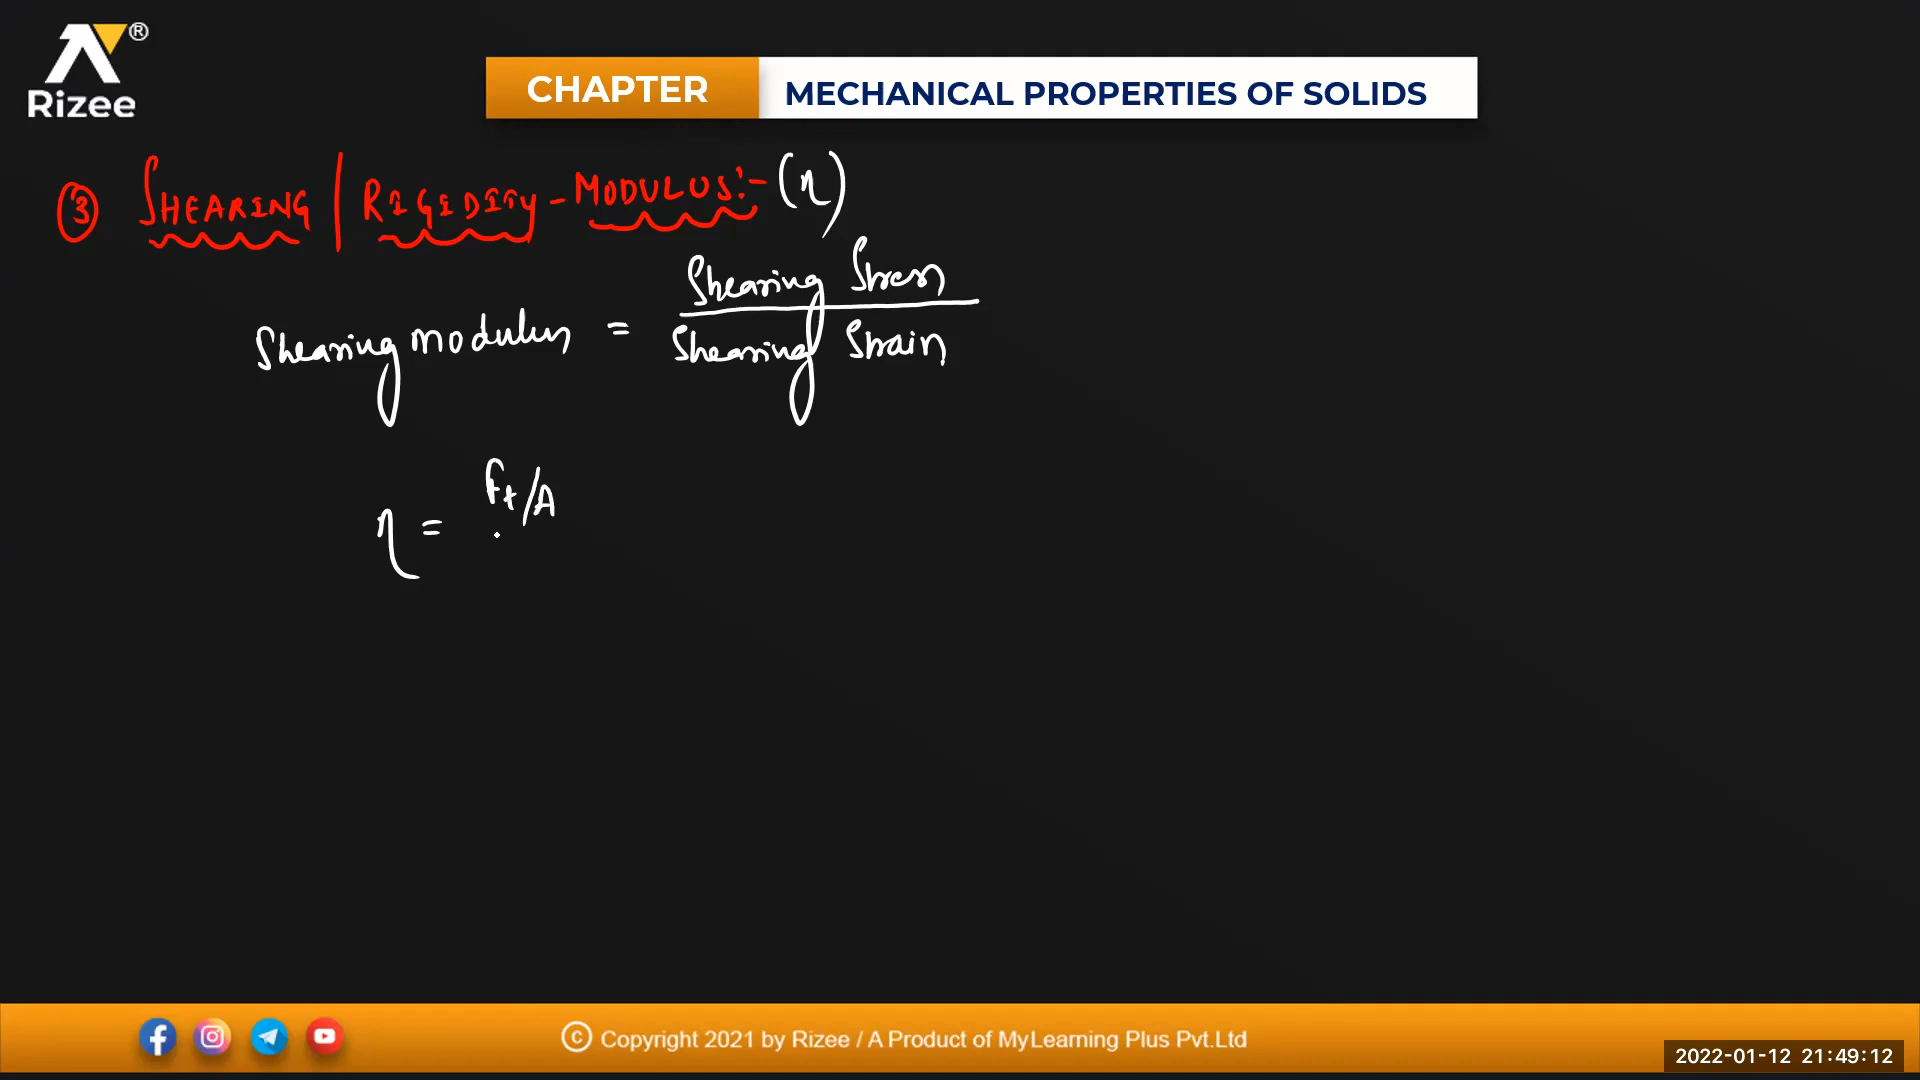 Rizee ®
CHAPTER MECHANICAL PROPERTIES OF SOLIDS
③ SHEARING | RIGIDITY - MODULUS:- (η)
Shearing modulus = Shearing Stress
Shearing Strain
η = Ft/A
© Copyright 2021 by Rizee / A Product of MyLearning Plus Pvt.Ltd
2022-01-12 21:49:12